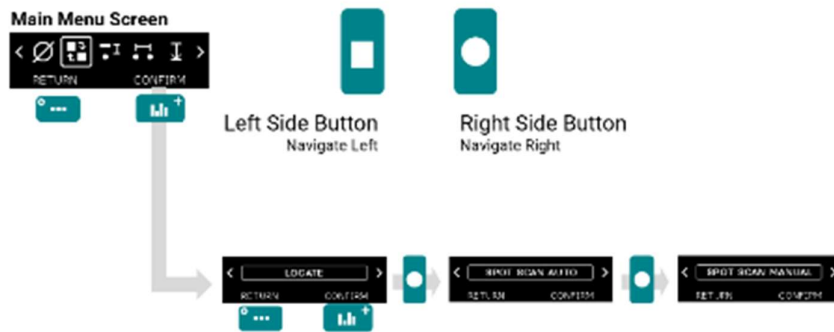 Main Menu Screen
RETURN CONFIRM
Left Side Button
Navigate Left
Right Side Button
Navigate Right
LOCATE
RETURN CONFIRM
SPOT SCAN AUTO
RETURN CONFIRM
SPOT SCAN MANUAL
RETURN CONFIRM